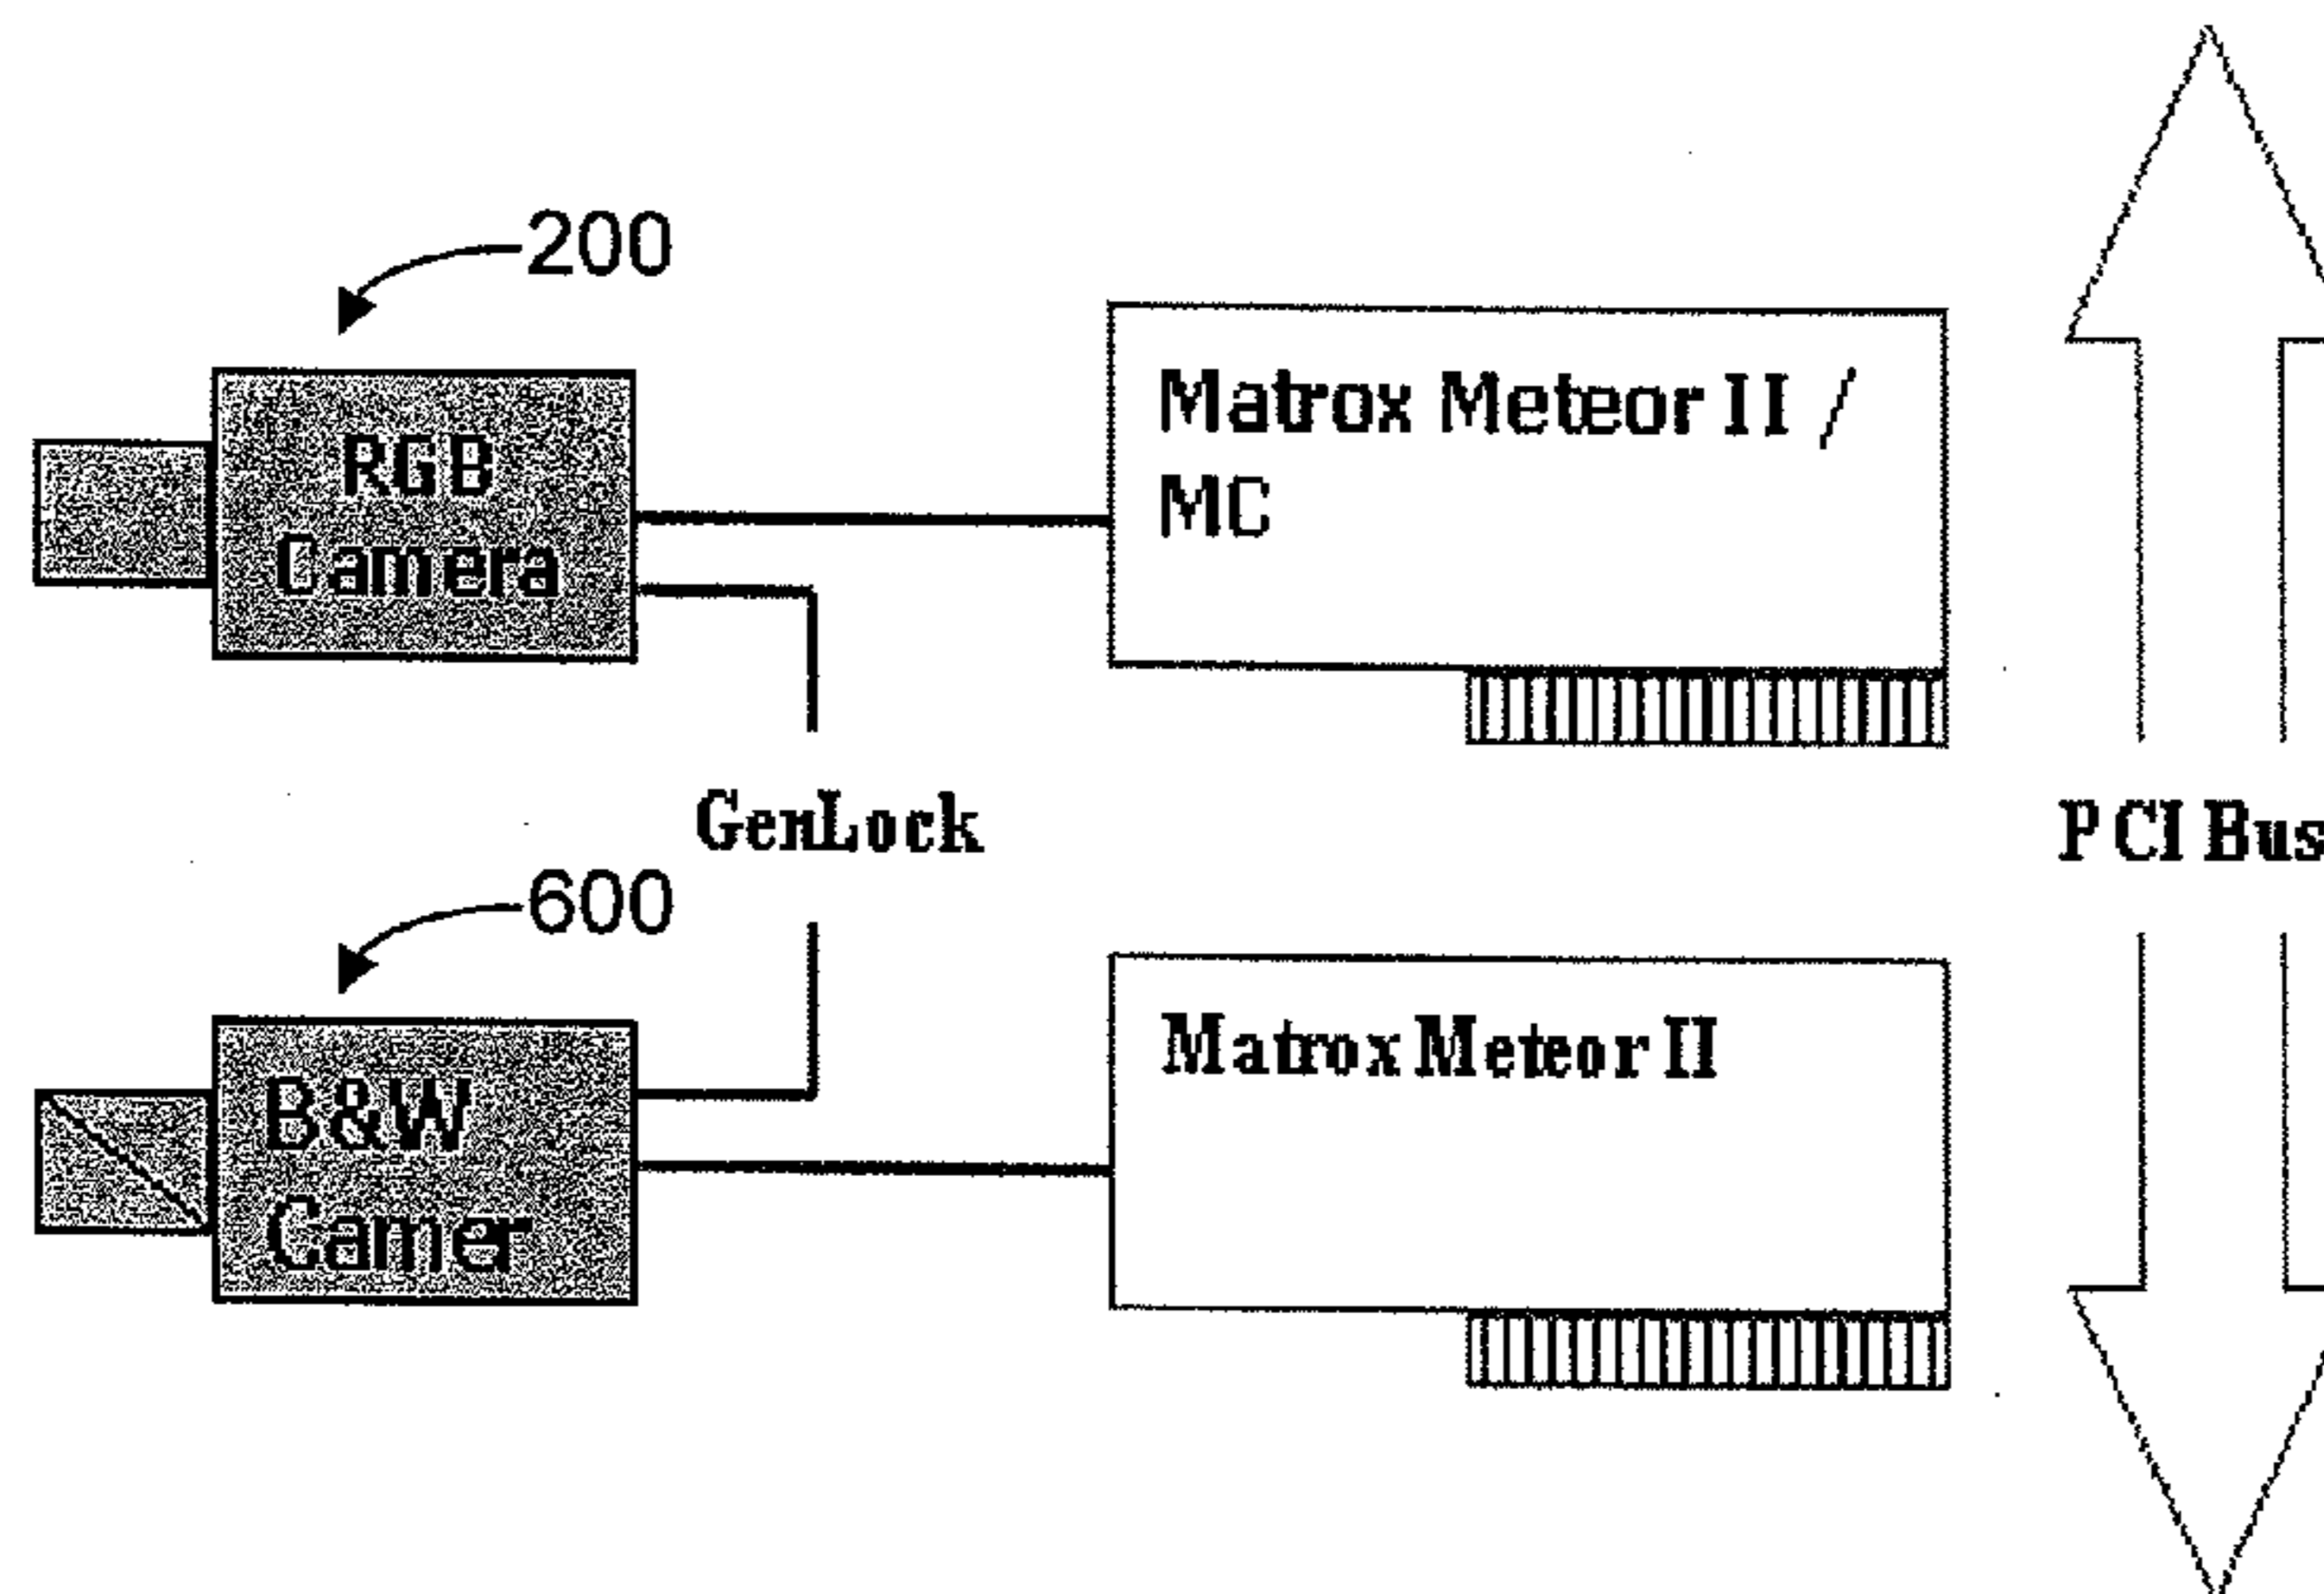 200
RGB
Camera
Matrox Meteor II /
MC
GenLock
PCI Bus
600
B&W
Camer
Matrox Meteor II